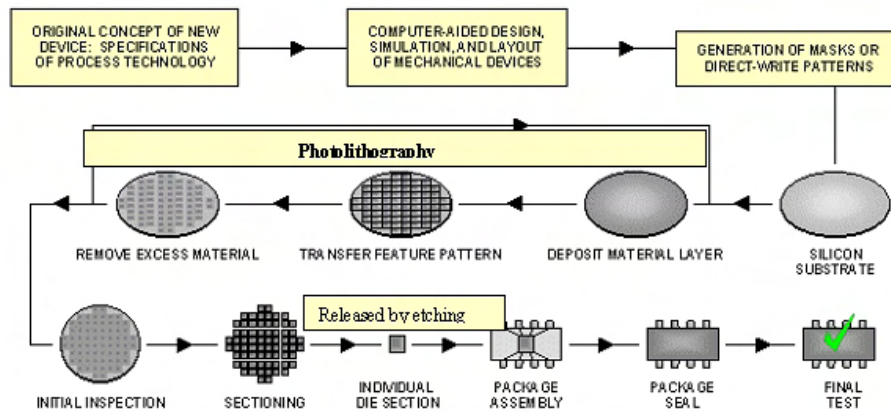 ORIGINAL CONCEPT OF NEW
DEVICE: SPECIFICATIONS
OF PROCESS TECHNOLOGY
COMPUTER-AIDED DESIGN,
SIMULATION, AND LAYOUT
OF MECHANICAL DEVICES
GENERATION OF MASKS OR
DIRECT-WRITE PATTERNS
Photolithography
REMOVE EXCESS MATERIAL
TRANSFER FEATURE PATTERN
DEPOSIT MATERIAL LAYER
SILICON
SUBSTRATE
Released by etching
INITIAL INSPECTION
SECTIONING
INDIVIDUAL
DIE SECTION
PACKAGE
ASSEMBLY
PACKAGE
SEAL
FINAL
TEST